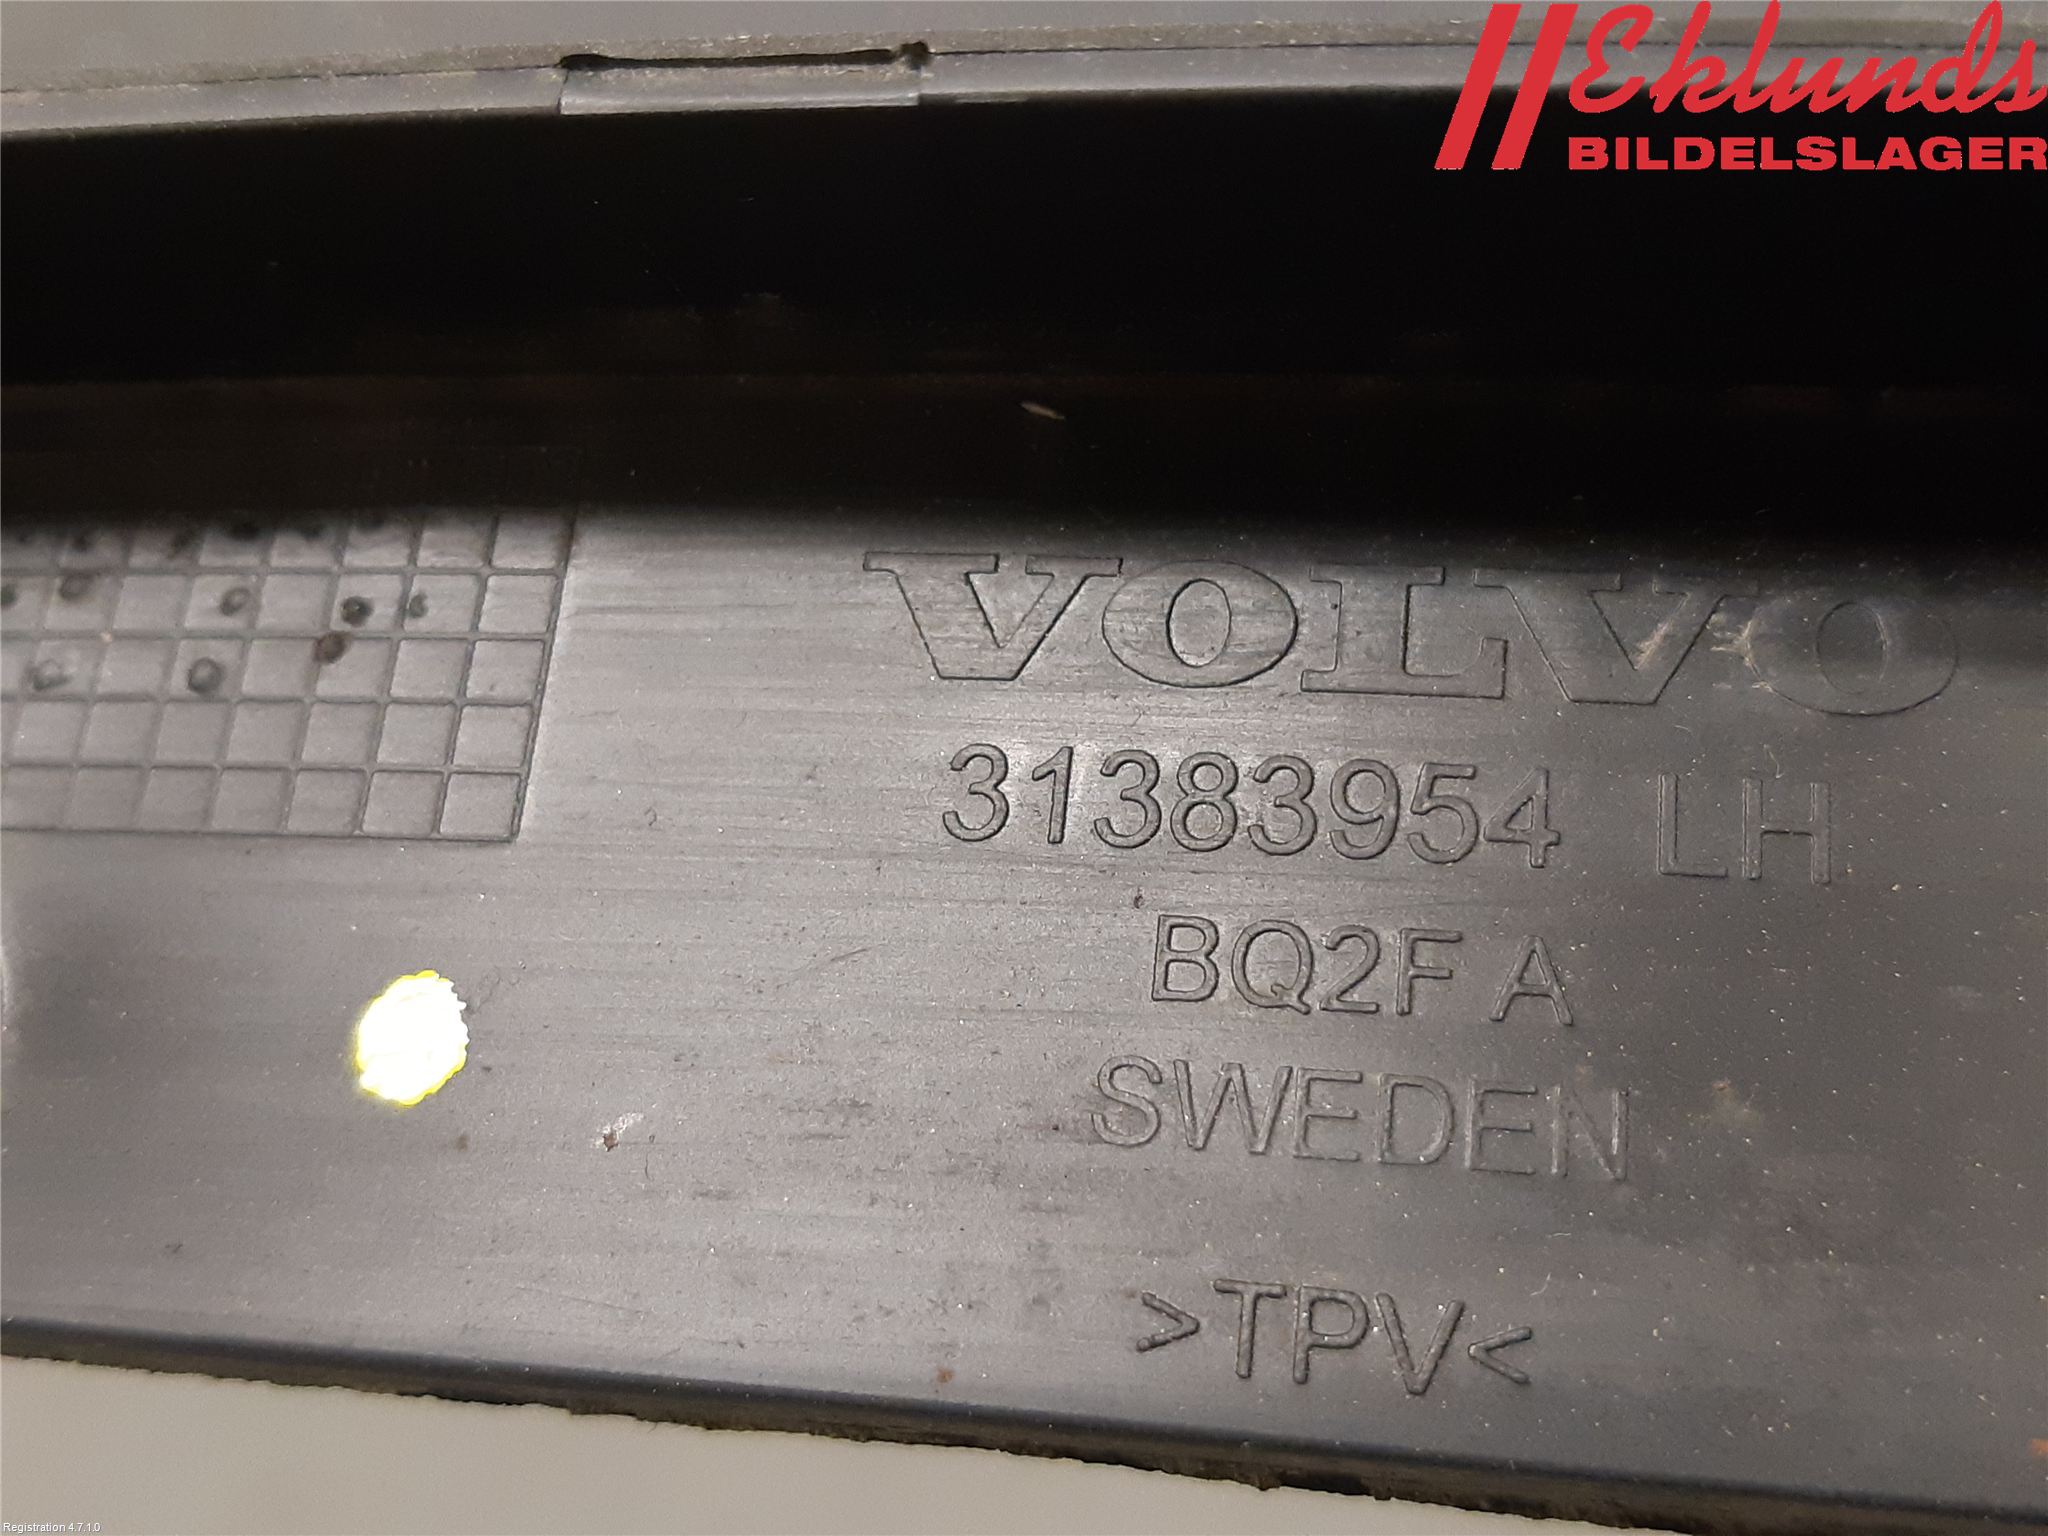 Eklunds
BILDELSLAGER
VOLVO
31383954 LH
BQ2F A
SWEDEN
>TPV<
Registration 4.7.1.0